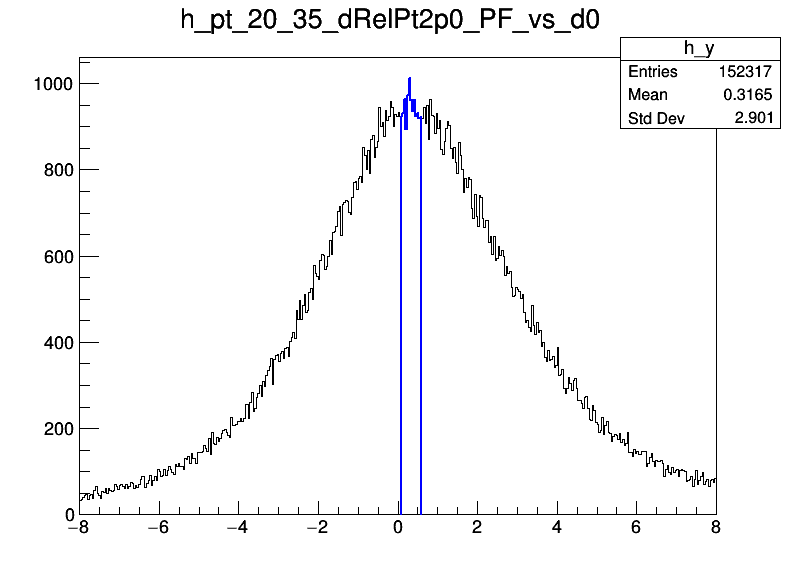 h_pt_20_35_dRelPt2p0_PF_vs_d0
h_y
Entries 152317
Mean 0.3165
Std Dev 2.901
1000
800
600
400
200
0
−8 −6 −4 −2 0 2 4 6 8